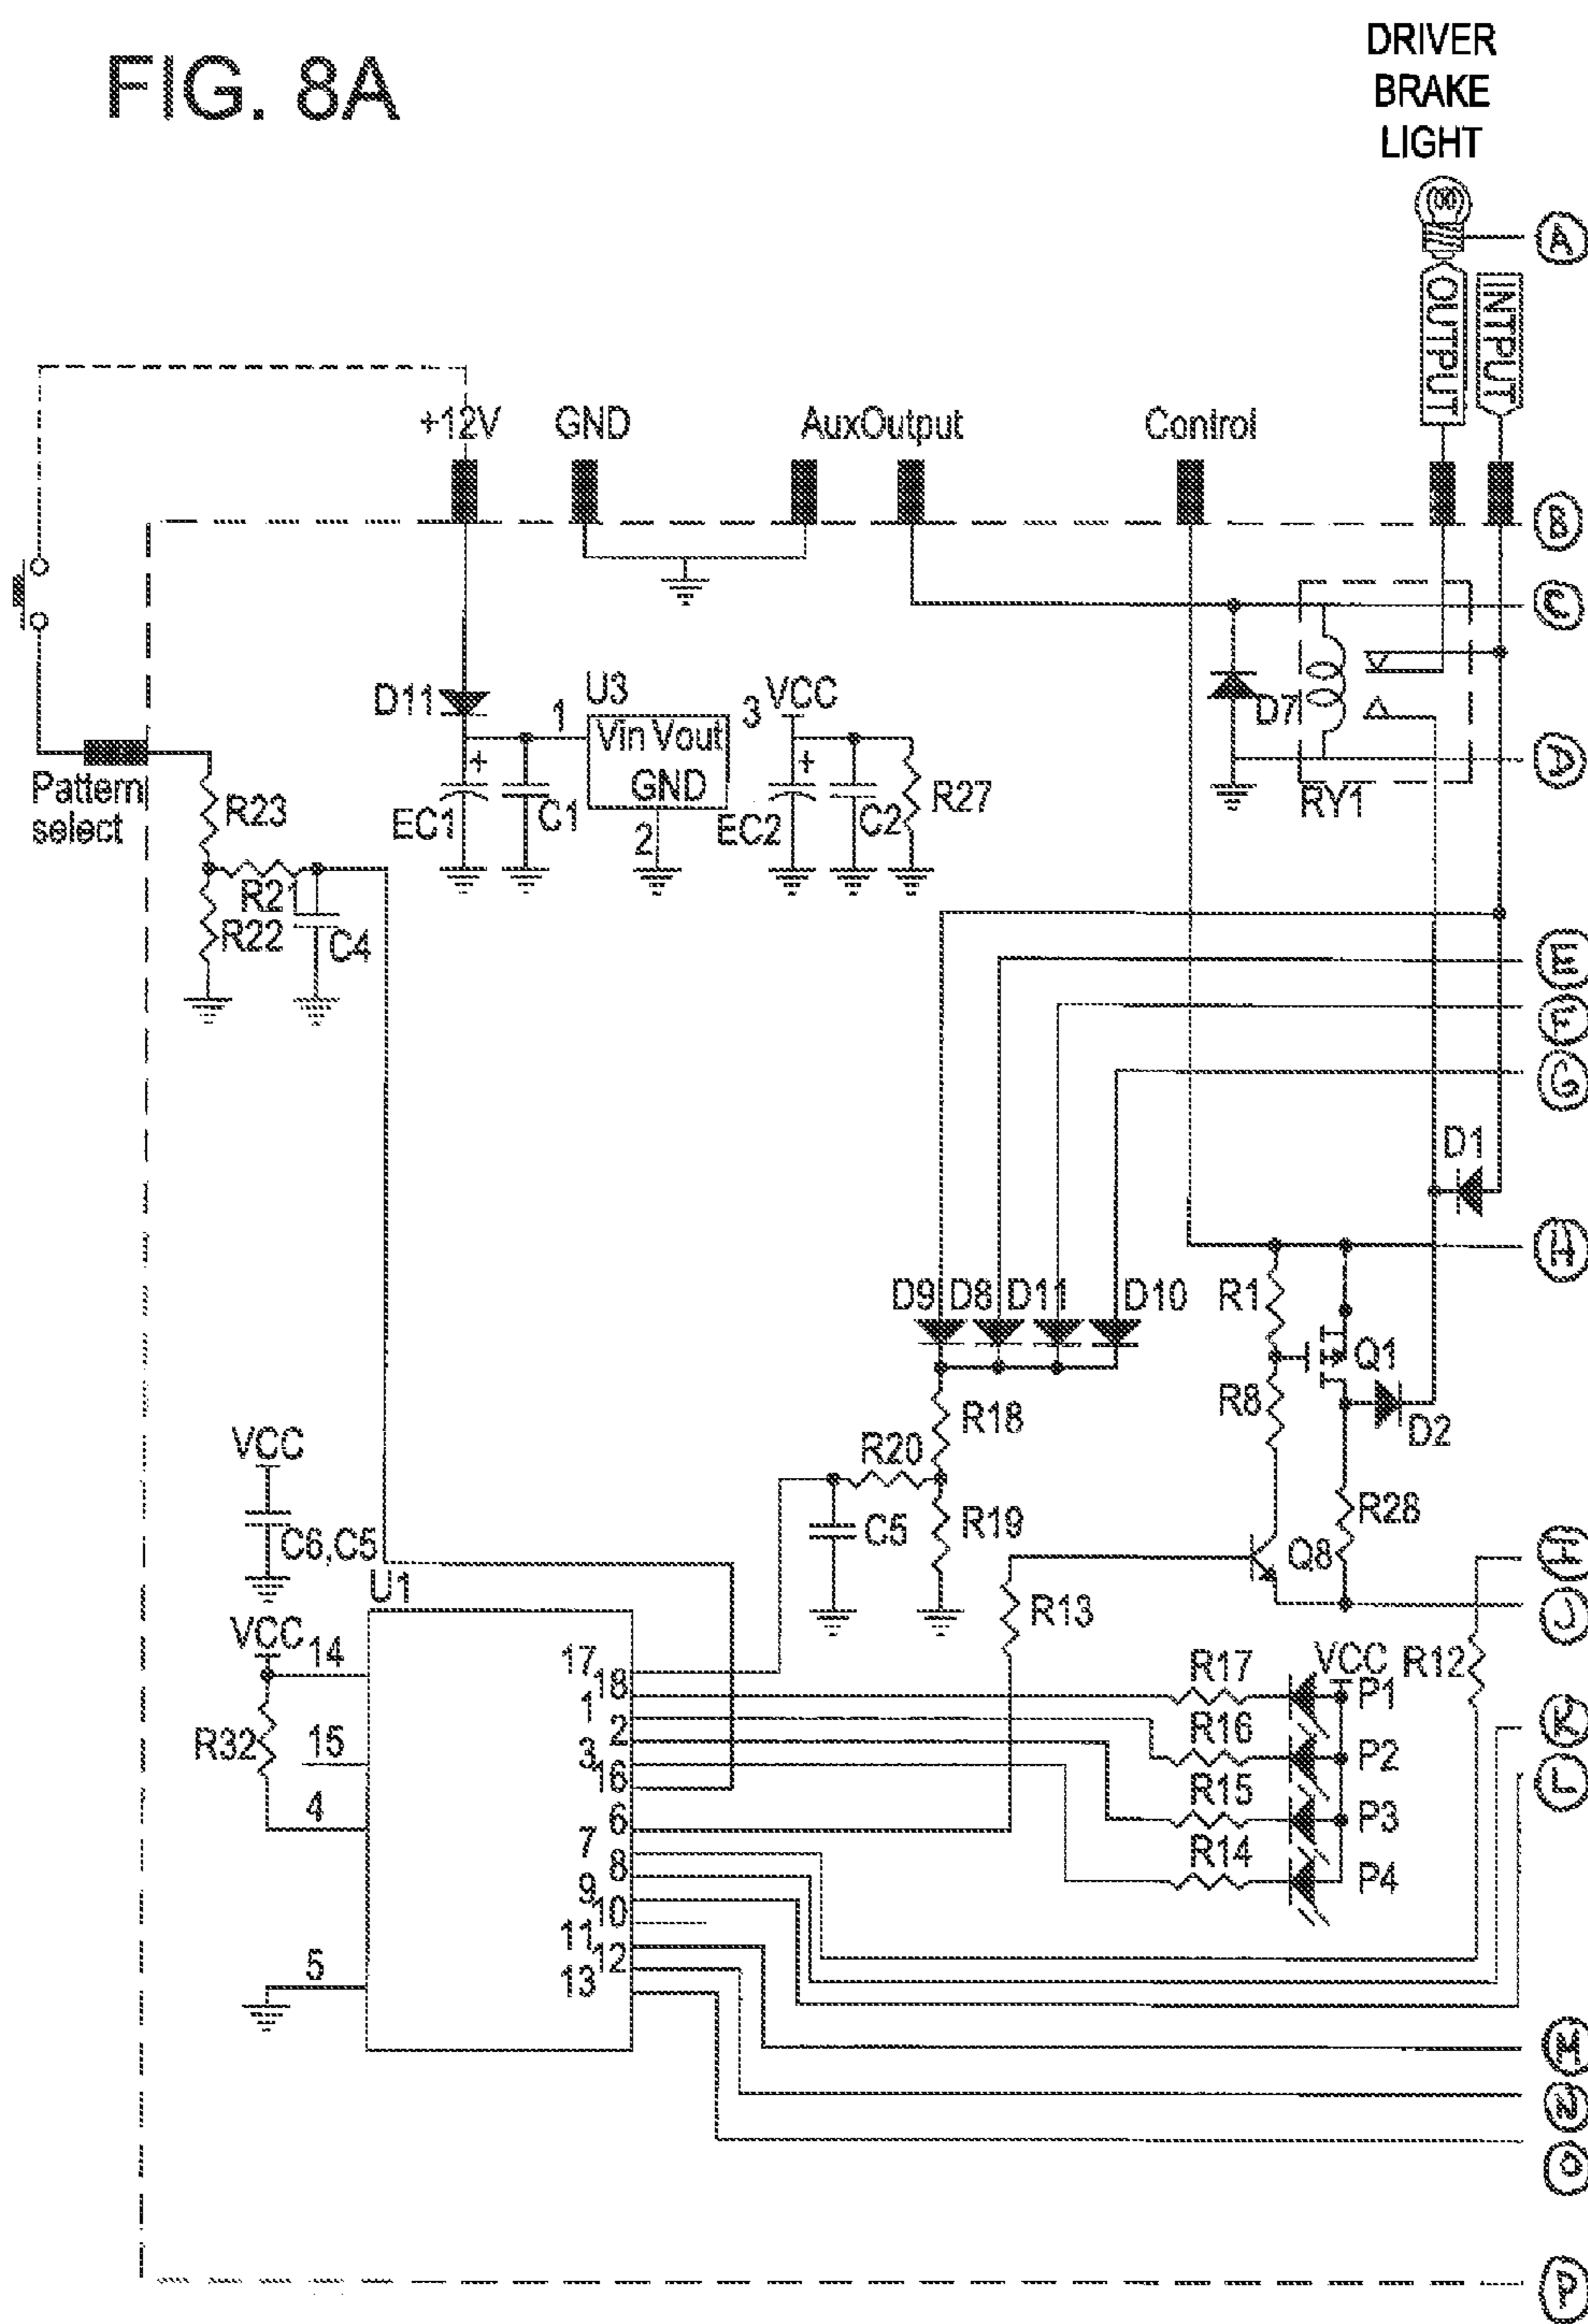 FIG. 8A
DRIVER
BRAKE
LIGHT
A
OUTPUT
INTPUT
+12V
GND
AuxOutput
Control
B
C
D11
1
U3
Vin Vout
GND
2
3
VCC
D7
D
Pattern
select
R23
EC1
C1
EC2
C2
R27
RY1
R21
R22
C4
E
F
G
D1
H
D9
D8
D11
D10
R1
Q1
R8
D2
R18
R20
VCC
C5
R19
R28
C6,C5
U1
Q8
J
R13
VCC
14
17
18
R17
VCC
P1
R12
1
2
R16
P2
K
R32
15
3
16
R15
P3
L
4
6
7
8
R14
P4
9
10
11
12
5
13
O
P